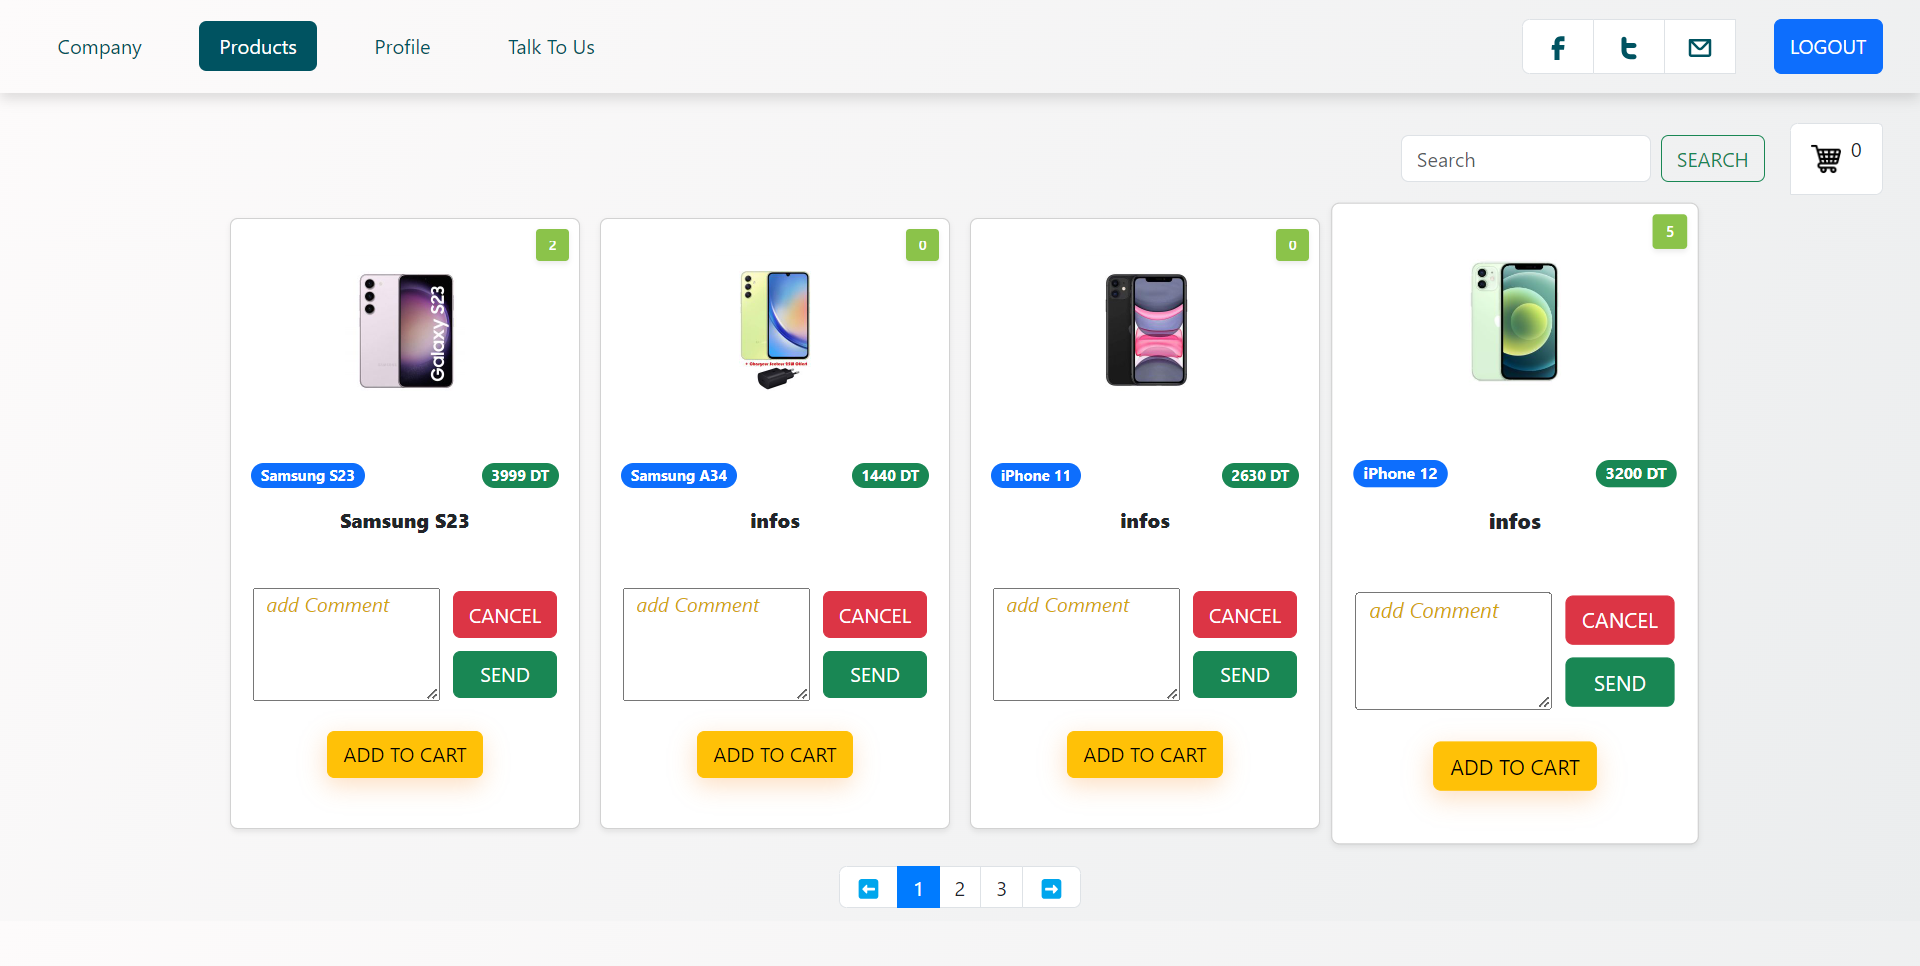 Company
Products
Profile
Talk To Us
LOGOUT
Search
SEARCH
0
2
Galaxy S23
Samsung S23
3999 DT
Samsung S23
add Comment
CANCEL
SEND
ADD TO CART
0
Samsung A34
1440 DT
infos
add Comment
CANCEL
SEND
ADD TO CART
0
iPhone 11
2630 DT
infos
add Comment
CANCEL
SEND
ADD TO CART
5
iPhone 12
3200 DT
infos
add Comment
CANCEL
SEND
ADD TO CART
1
2
3